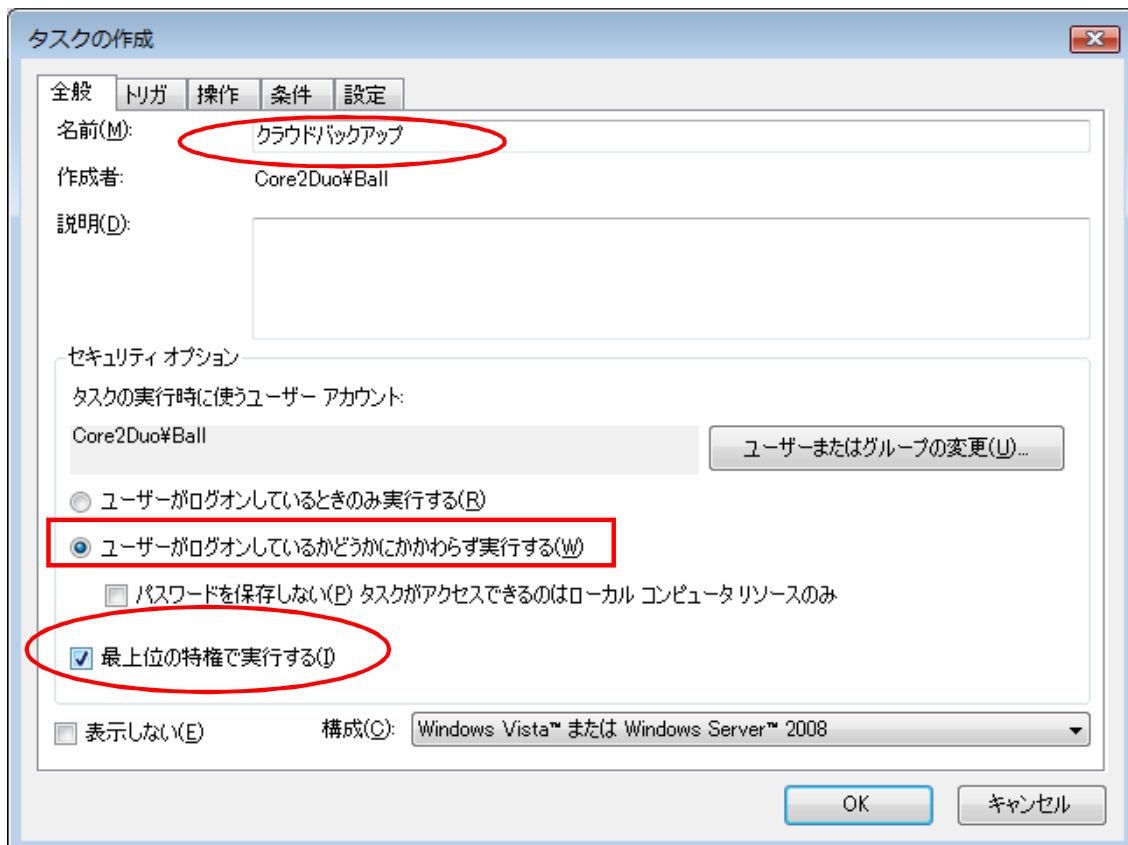 タスクの作成
全般 トリガ 操作 条件 設定
名前(M): クラウドバックアップ
作成者: Core2Duo¥Ball
説明(D):
セキュリティ オプション
タスクの実行時に使うユーザー アカウント:
Core2Duo¥Ball
ユーザーまたはグループの変更(U)...
ユーザーがログオンしているときのみ実行する(R)
ユーザーがログオンしているかどうかにかかわらず実行する(W)
パスワードを保存しない(P) タスクがアクセスできるのはローカル コンピュータ リソースのみ
最上位の特権で実行する(I)
表示しない(E) 構成(C): Windows Vista™ または Windows Server™ 2008
OK キャンセル